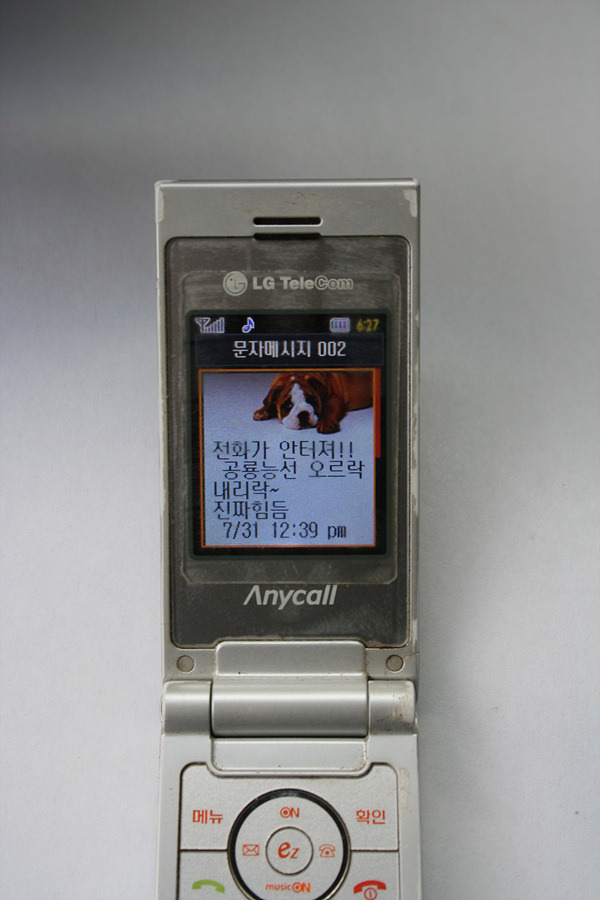 LG TeleCom
6:27
문자메시지 002
전화가 안터져!!
공룡능선 오르락
내리락~
진짜힘듬
7/31 12:39 pm
Anycall
메뉴 ON 확인
ez
music ON